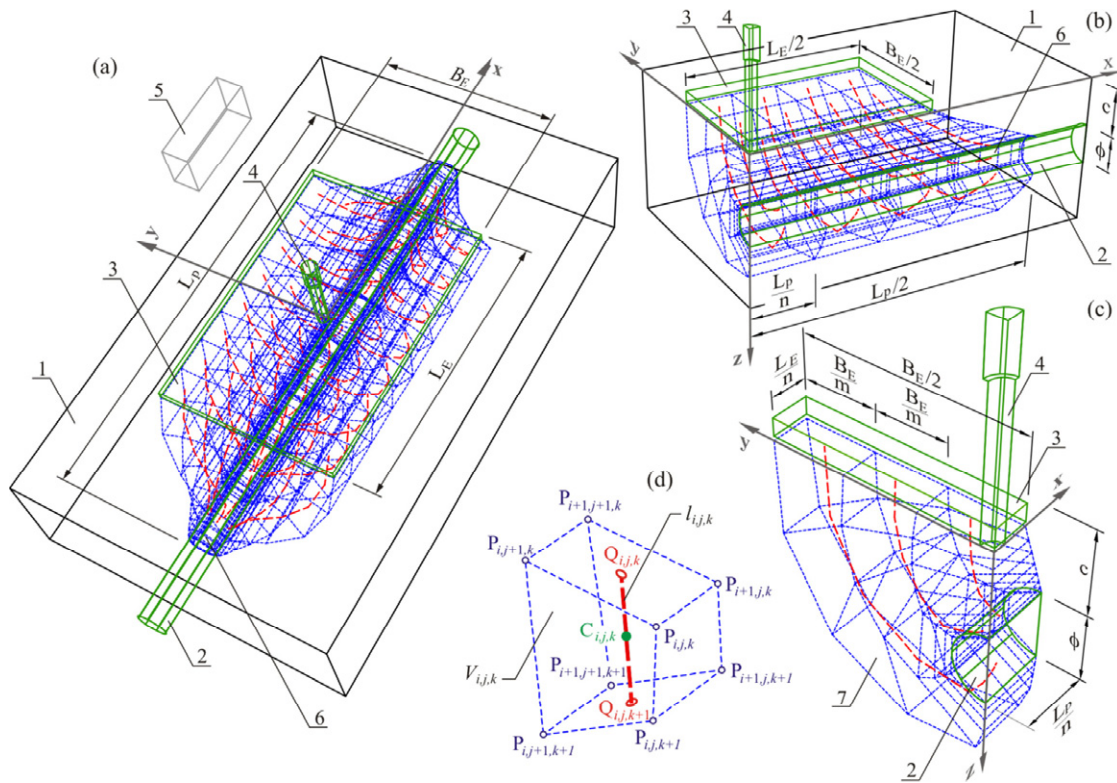 (a)
5
B_E
x
4
y
L_P
3
1
L_E
2
6
(b)
3
4
L_E/2
B_E/2
1
6
y
x
c
ϕ
2
L_p/n
L_p/2
z
(c)
L_E/n
B_E/m
B_E/2
B_E/m
4
y
3
x
c
ϕ
7
L_p/n
2
z
(d)
P_{i+1,j+1,k}
l_{i,j,k}
P_{i,j+1,k}
Q_{i,j,k}
P_{i+1,j,k}
C_{i,j,k}
P_{i,j,k}
V_{i,j,k}
P_{i+1,j+1,k+1}
P_{i+1,j,k+1}
Q_{i,j,k+1}
P_{i,j+1,k+1}
P_{i,j,k+1}